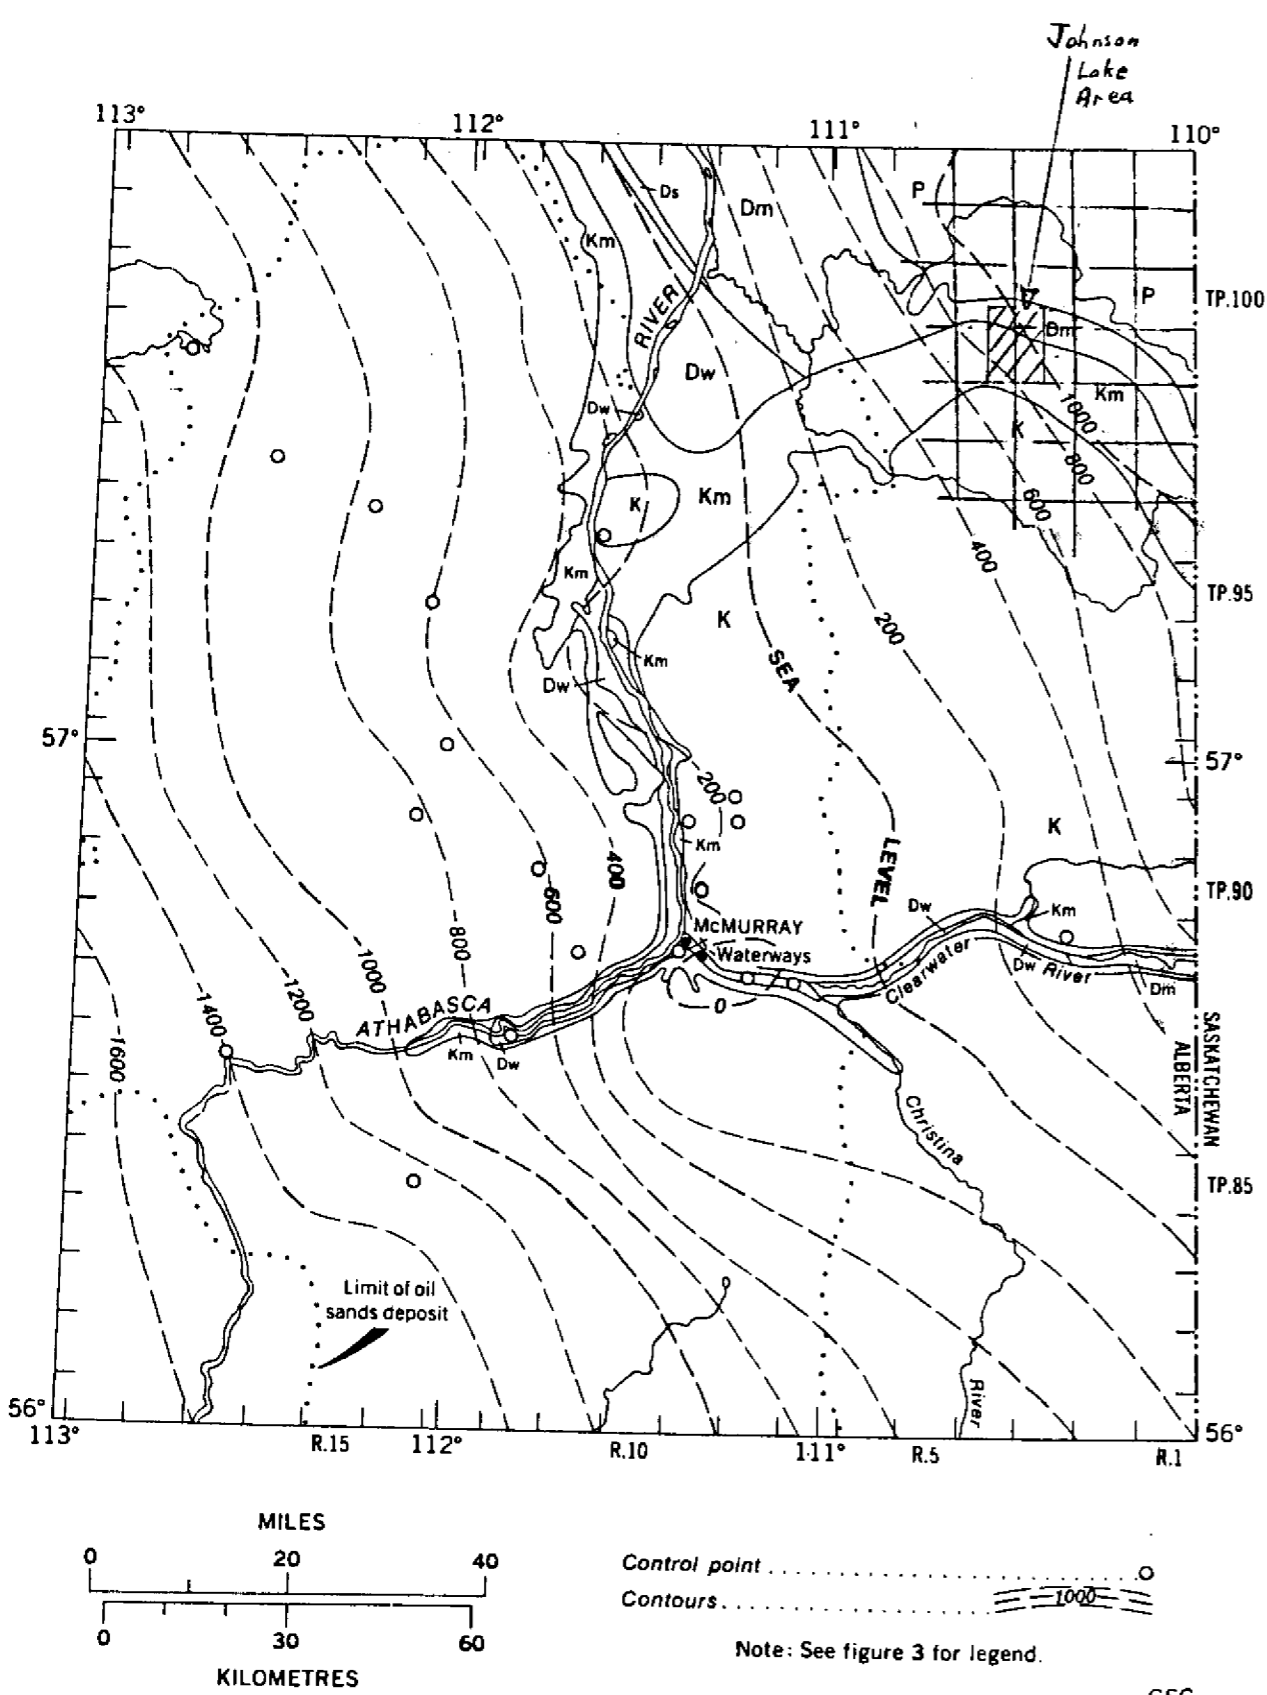 Johnson
Lake
Area
113°
112°
111°
110°
Ds
Dm
P
Km
RIVER
P
TP.100
Dm
Dw
Km
Dw
1000
K
800
Km
K
600
Km
400
TP.95
K
200
Km
SEA
Dw
57°
57°
200
K
Km
LEVEL
400
TP.90
600
Dw
Km
McMURRAY
800
Waterways
Clearwater
Dw River
1000
Dm
1200
0
1400
ATHABASCA
SASKATCHEWAN
ALBERTA
1600
Km
Dw
Christina
TP.85
Limit of oil
sands deposit
River
56°
56°
113°
R.15
112°
R.10
111°
R.5
R.1
MILES
0 20 40
0 30 60
KILOMETRES
Control point
Contours 1000
Note: See figure 3 for legend.
GSC